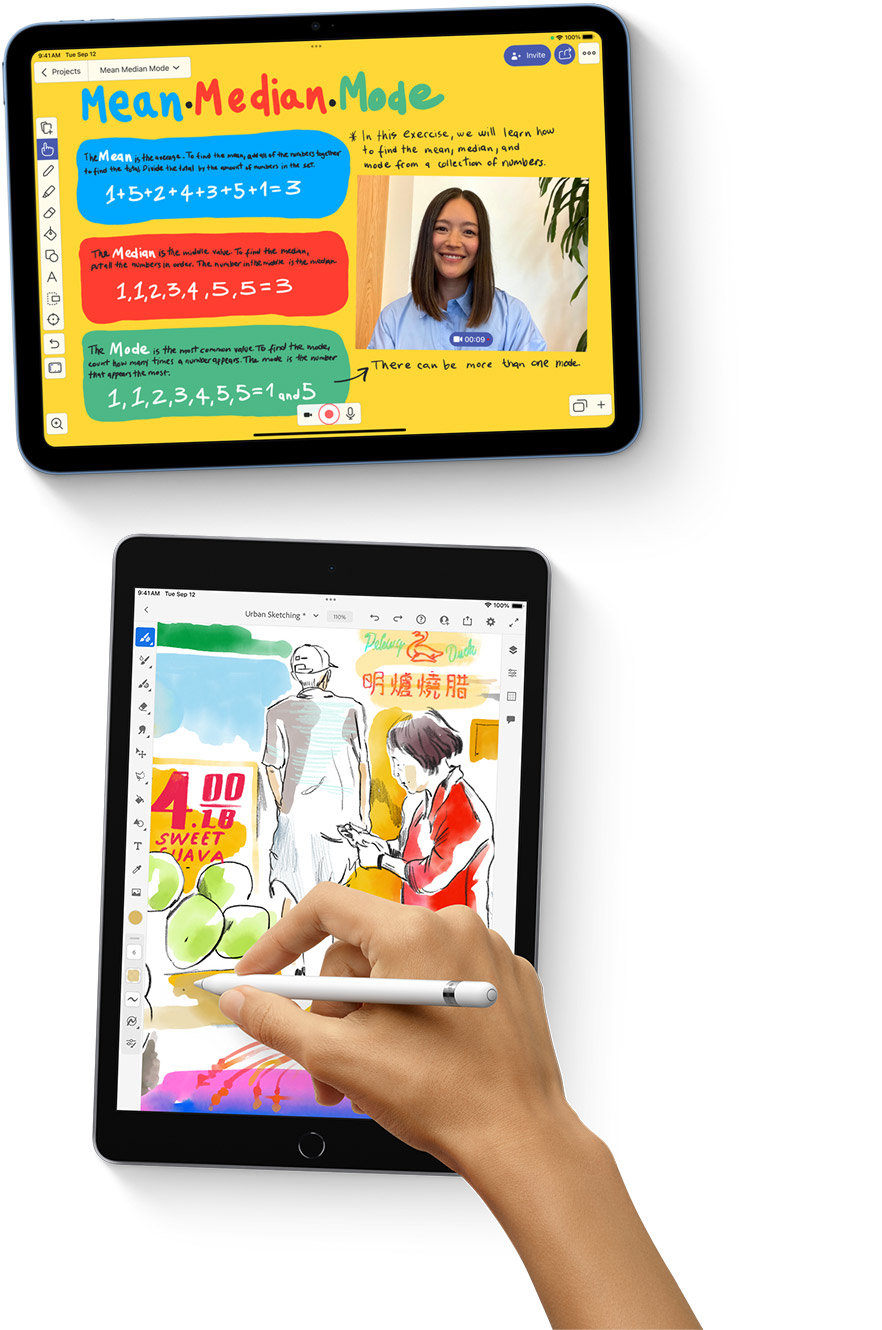 9:41AM Tue Sep 12
100%
Projects
Mean Median Mode
Invite
Mean·Median·Mode
The Mean is the average. To find the mean, add all of the numbers together
to find the total. Divide the total by the amount of numbers in the set.
1+5+2+4+3+5+1=3
* In this exercise, we will learn how
to find the mean, median, and
mode from a collection of numbers.
The Median is the middle value. To find the median,
put all the numbers in order. The number in the middle is the median.
1,1,2,3,4,5,5=3
00:09
The Mode is the most common value. To find the mode,
count how many times a number appears. The mode is the number
that appears the most.
1,1,2,3,4,5,5=1 and 5
There can be more than one mode.
9:41AM Tue Sep 12
100%
Urban Sketching *
110%
Peking Duck
明爐燒腊
4.00
LB
SWEET
GUAVA
T
6